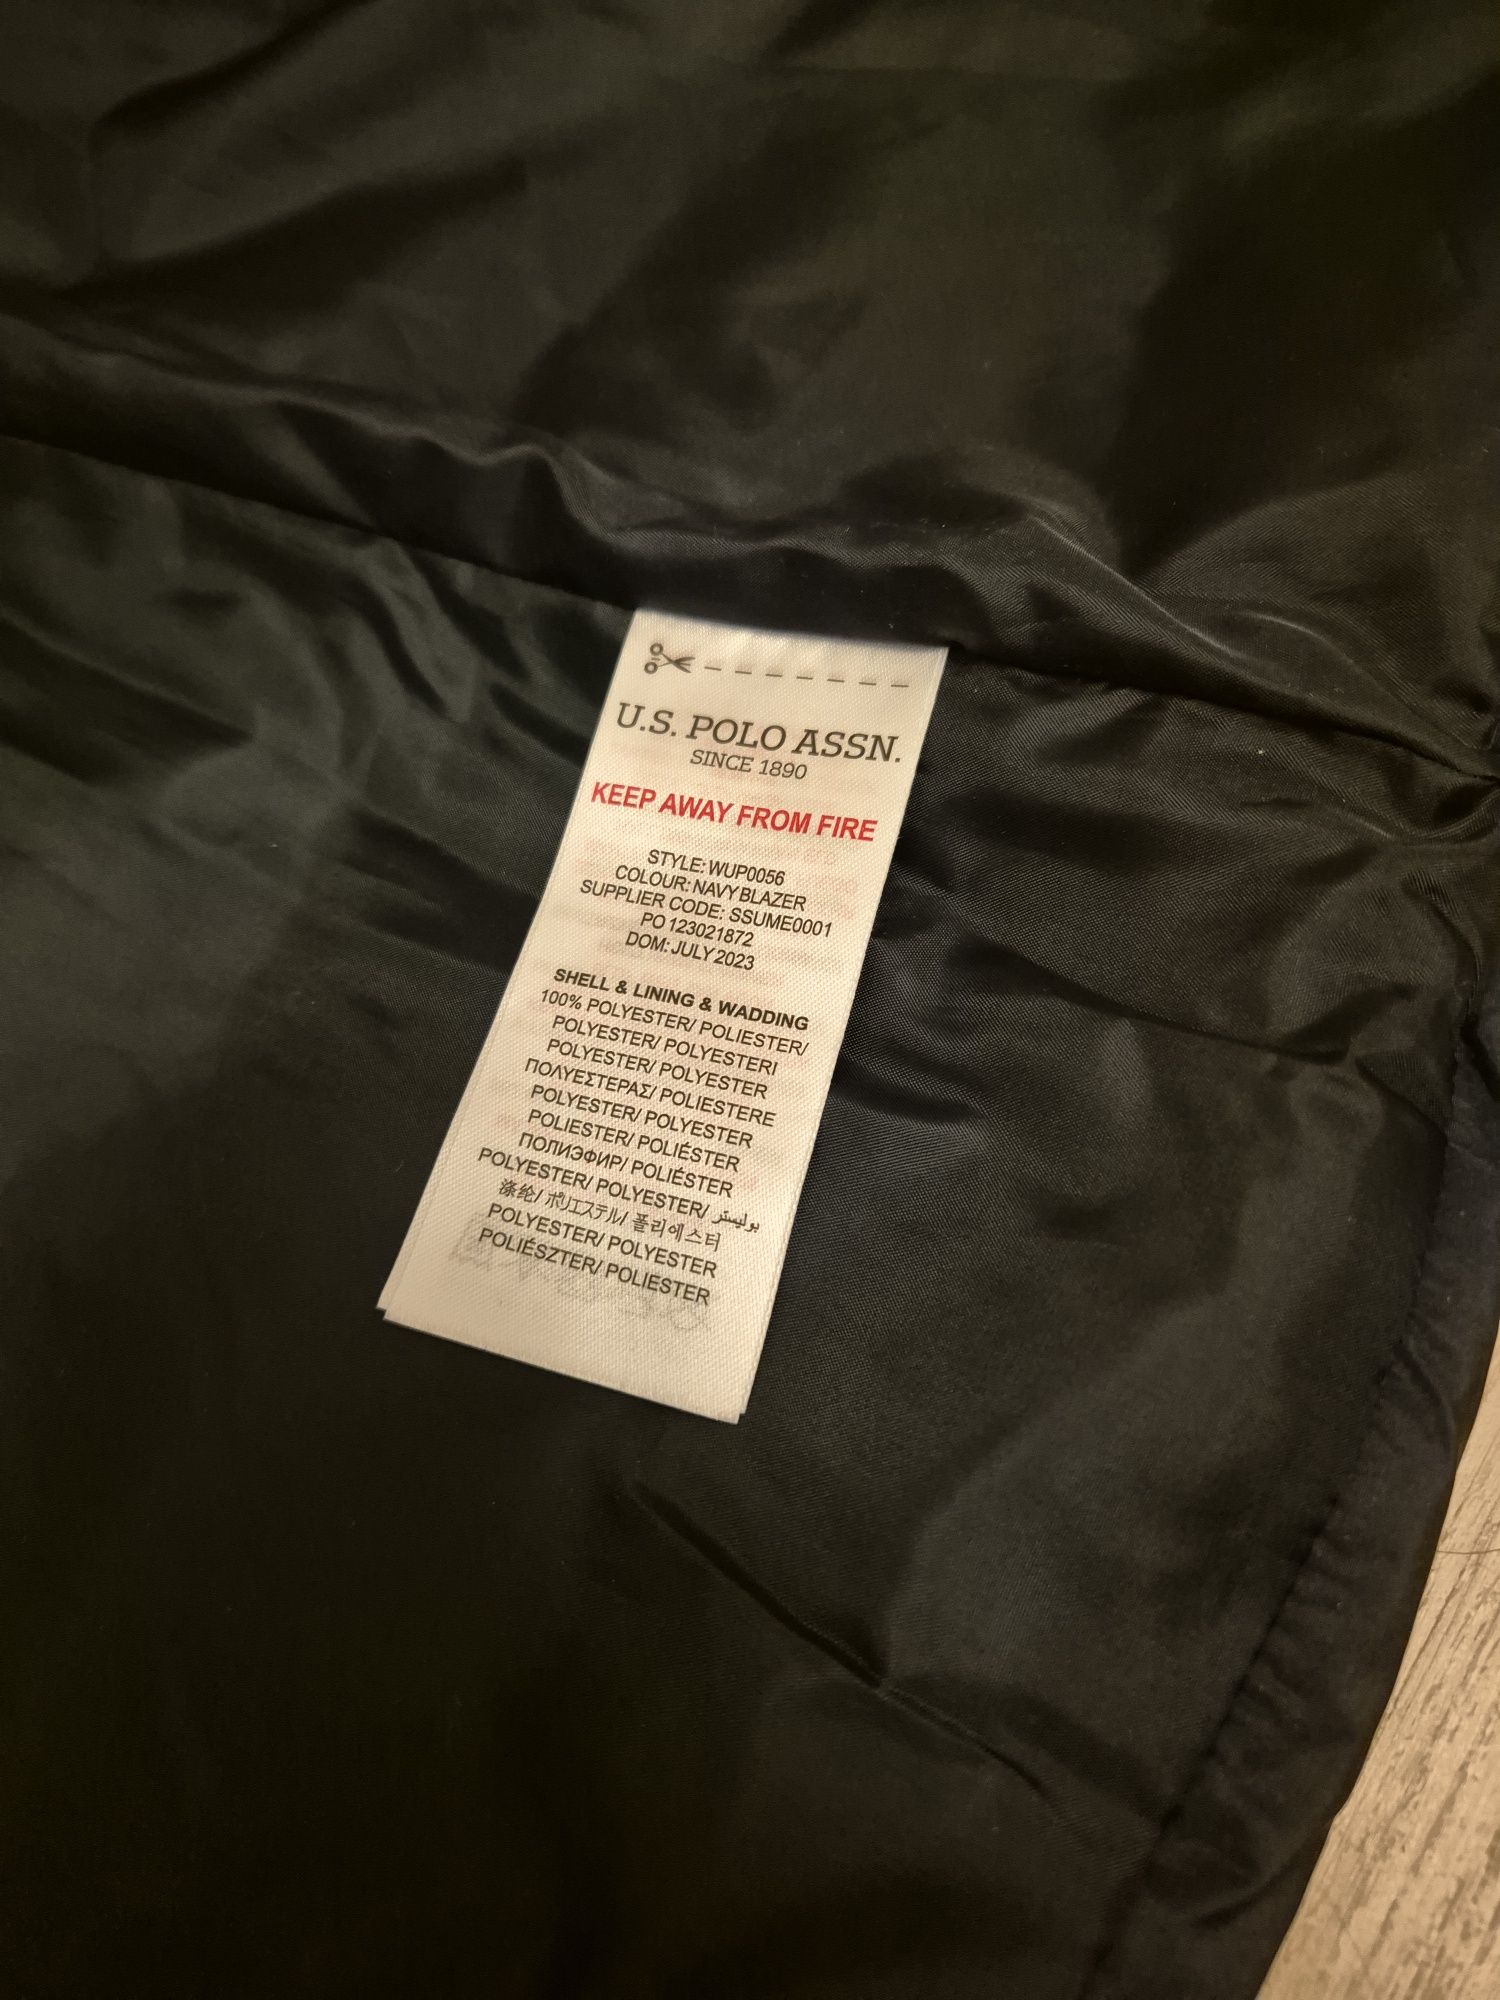 U.S. POLO ASSN.
SINCE 1890
KEEP AWAY FROM FIRE
STYLE: WUP0056
COLOUR: NAVY BLAZER
SUPPLIER CODE: SSUME0001
PO 123021872
DOM: JULY 2023
SHELL & LINING & WADDING
100% POLYESTER/ POLIESTER/
POLYESTER/ POLYESTERI
POLYESTER/ POLYESTER
ΠΟΛΥΕΣΤΕΡΑΣ/ POLIESTERE
POLYESTER/ POLYESTER
POLIESTER/ POLIÉSTER
ПОЛИЭФИР/ POLIÉSTER
POLYESTER/ POLYESTER/ بوليستر
涤纶/ ポリエステル/ 폴리에스터
POLYESTER/ POLYESTER
POLIÉSZTER/ POLIESTER